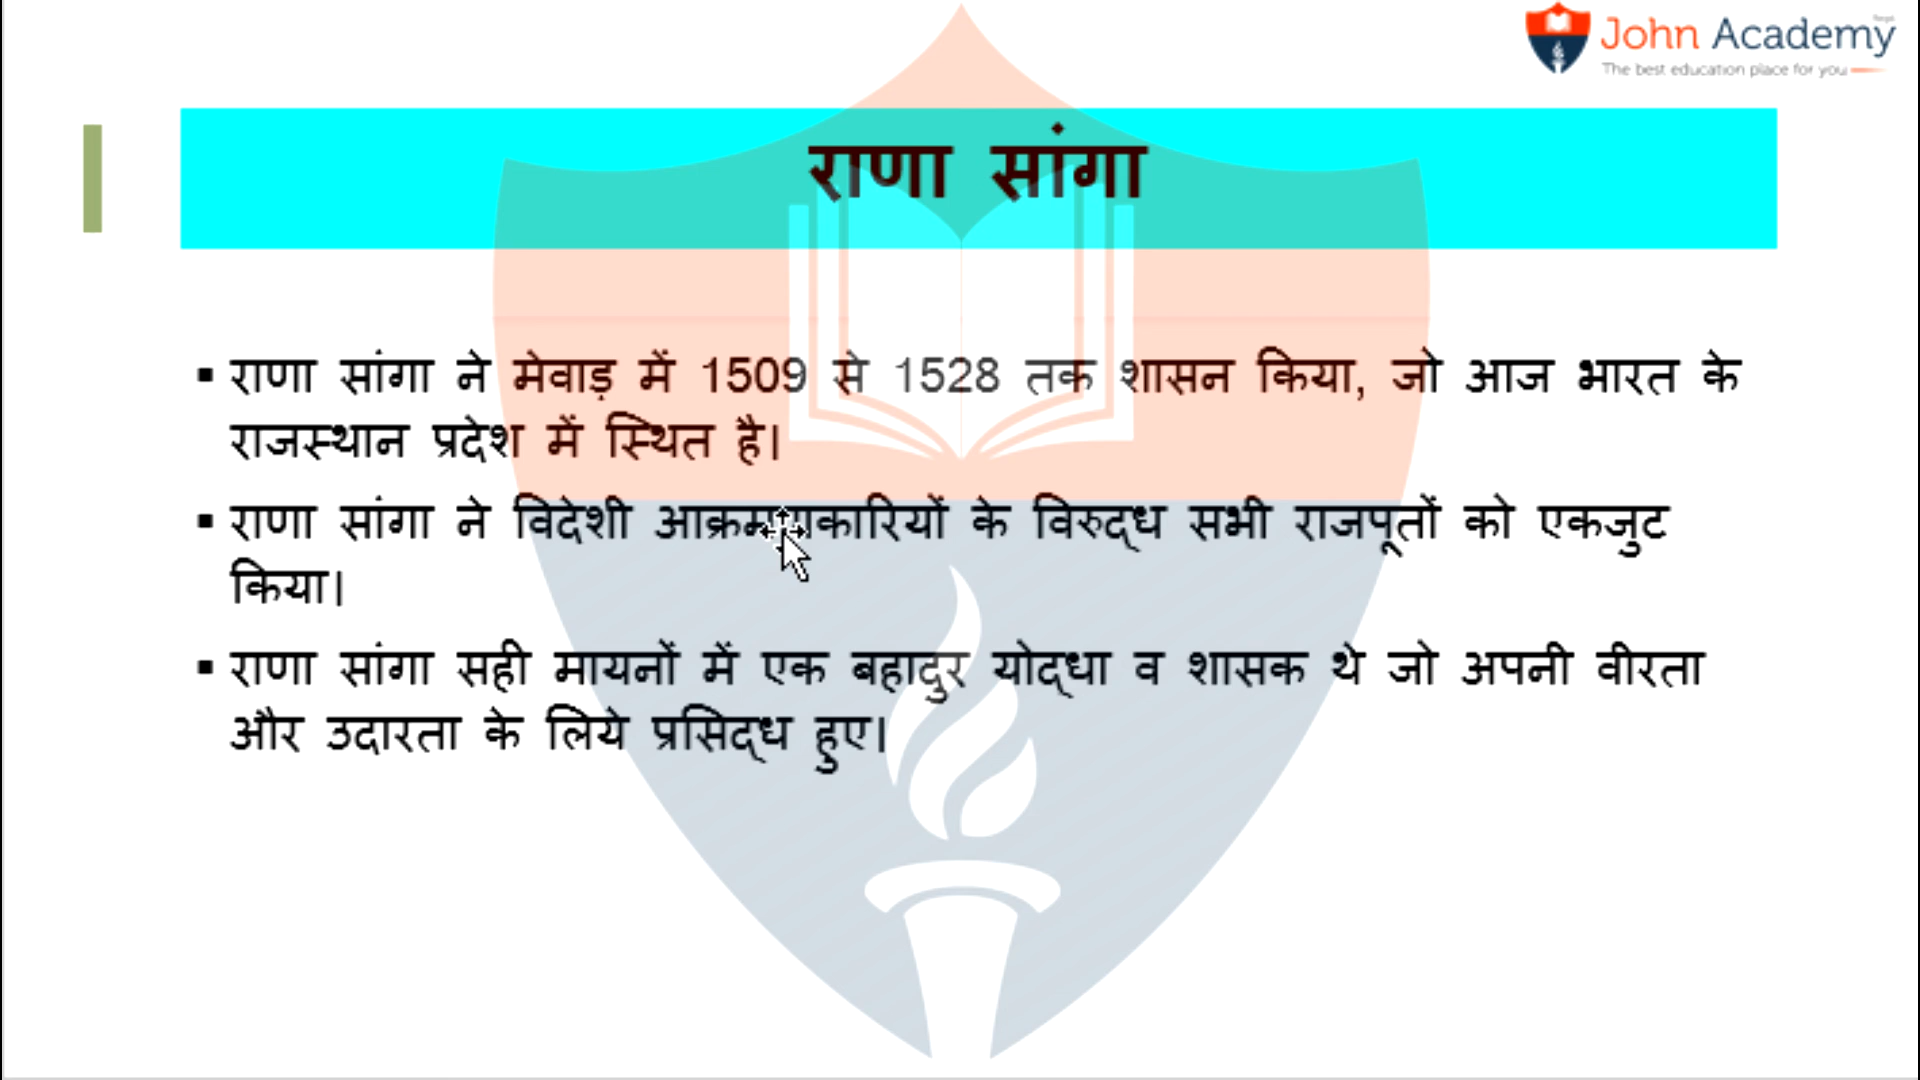 John Academy
The best education place for you
राणा सांगा
▪ राणा सांगा ने मेवाड़ में 1509 से 1528 तक शासन किया, जो आज भारत के
राजस्थान प्रदेश में स्थित है।
▪ राणा सांगा ने विदेशी आक्रमणकारियों के विरुद्ध सभी राजपूतों को एकजुट
किया।
▪ राणा सांगा सही मायनों में एक बहादुर योद्धा व शासक थे जो अपनी वीरता
और उदारता के लिये प्रसिद्ध हुए।